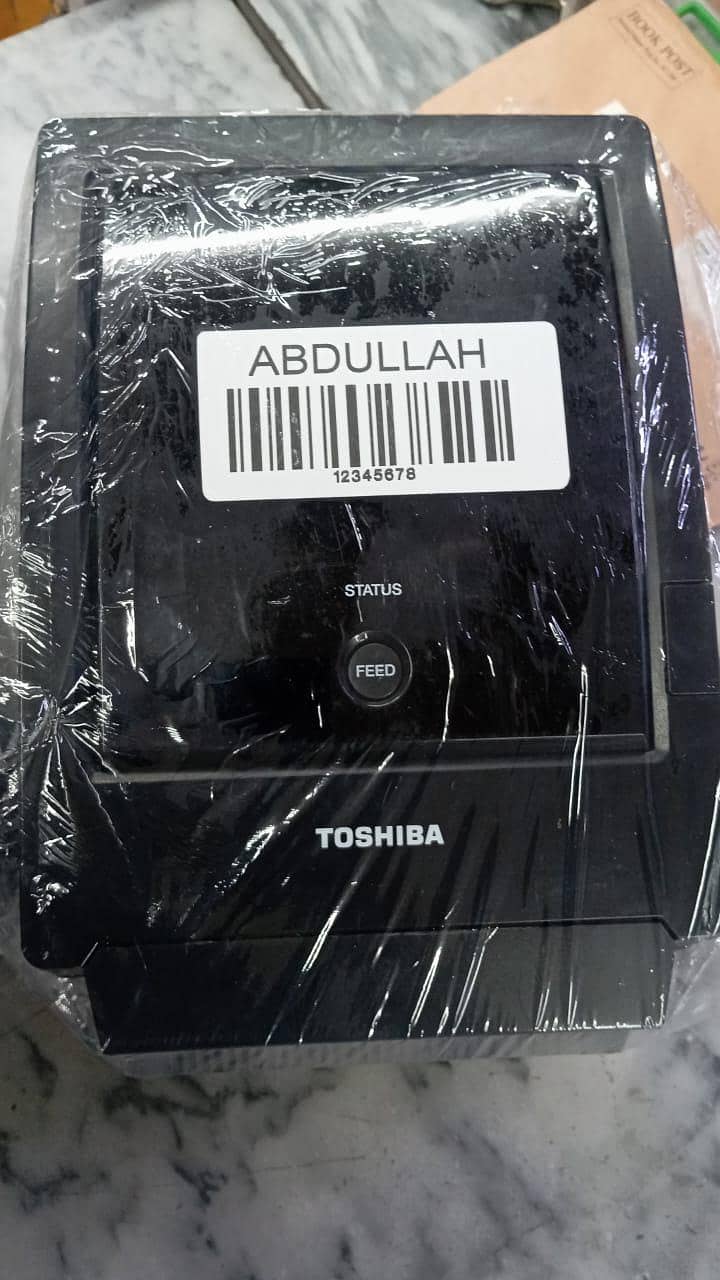 BOOK POST
ABDULLAH
12345678
STATUS
FEED
TOSHIBA